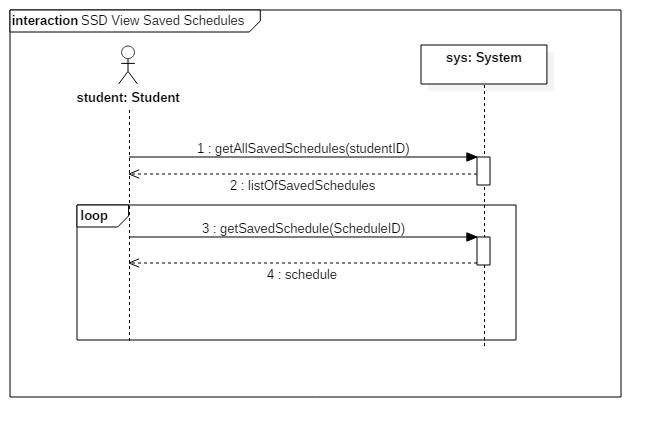 interaction SSD View Saved Schedules
sys: System
student: Student
1 : getAllSavedSchedules(studentID)
2 : listOfSavedSchedules
loop
3 : getSavedSchedule(ScheduleID)
4 : schedule